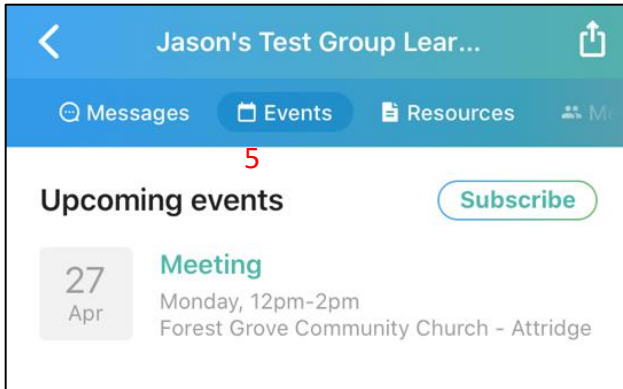 Jason's Test Group Lear...
Messages Events Resources
5
Upcoming events Subscribe
27 Meeting
Apr Monday, 12pm-2pm
Forest Grove Community Church - Attridge